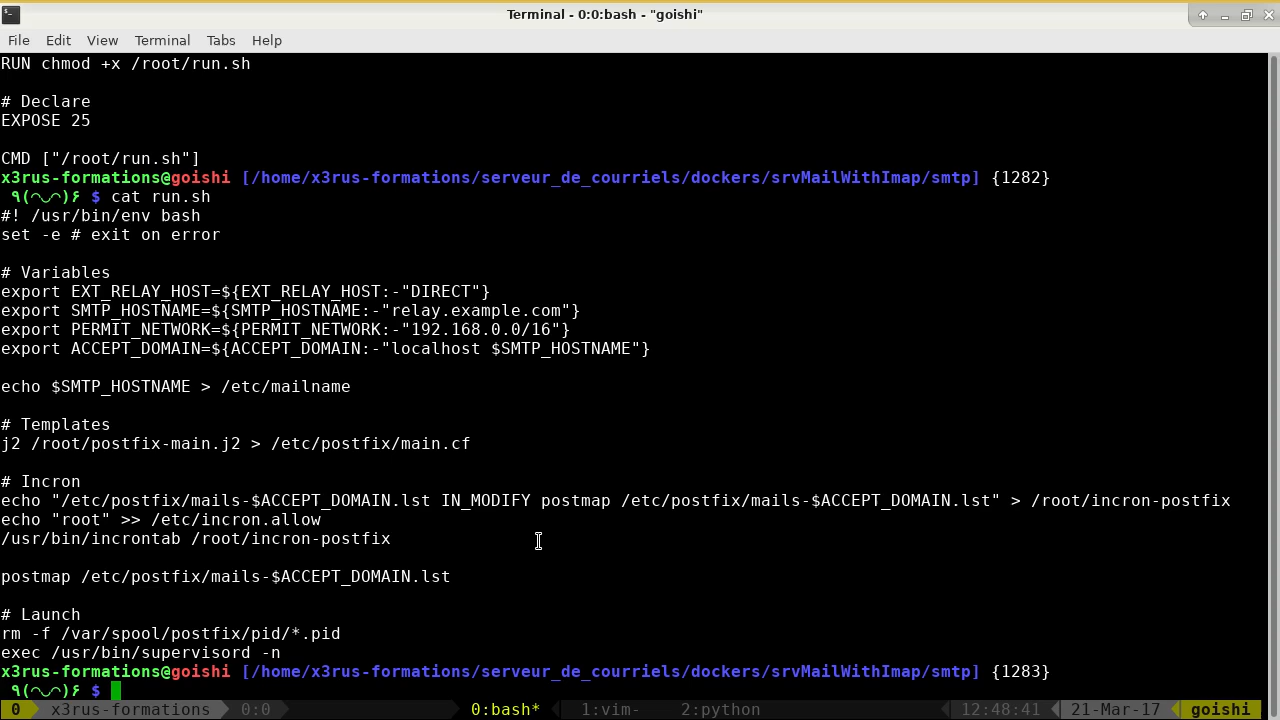 Terminal - 0:0:bash - "goishi"
File Edit View Terminal Tabs Help
RUN chmod +x /root/run.sh
# Declare
EXPOSE 25
CMD ["/root/run.sh"]
x3rus-formations@goishi [/home/x3rus-formations/serveur_de_courriels/dockers/srvMailWithImap/smtp] {1282}
٩(◠◡◠)۶ $ cat run.sh
#! /usr/bin/env bash
set -e # exit on error
# Variables
export EXT_RELAY_HOST=${EXT_RELAY_HOST:-"DIRECT"}
export SMTP_HOSTNAME=${SMTP_HOSTNAME:-"relay.example.com"}
export PERMIT_NETWORK=${PERMIT_NETWORK:-"192.168.0.0/16"}
export ACCEPT_DOMAIN=${ACCEPT_DOMAIN:-"localhost $SMTP_HOSTNAME"}
echo $SMTP_HOSTNAME > /etc/mailname
# Templates
j2 /root/postfix-main.j2 > /etc/postfix/main.cf
# Incron
echo "/etc/postfix/mails-$ACCEPT_DOMAIN.lst IN_MODIFY postmap /etc/postfix/mails-$ACCEPT_DOMAIN.lst" > /root/incron-postfix
echo "root" >> /etc/incron.allow
/usr/bin/incrontab /root/incron-postfix
postmap /etc/postfix/mails-$ACCEPT_DOMAIN.lst
# Launch
rm -f /var/spool/postfix/pid/*.pid
exec /usr/bin/supervisord -n
x3rus-formations@goishi [/home/x3rus-formations/serveur_de_courriels/dockers/srvMailWithImap/smtp] {1283}
٩(◠◡◠)۶ $
0 x3rus-formations 0:0 0:bash* 1:vim- 2:python 12:48:41 21-Mar-17 goishi